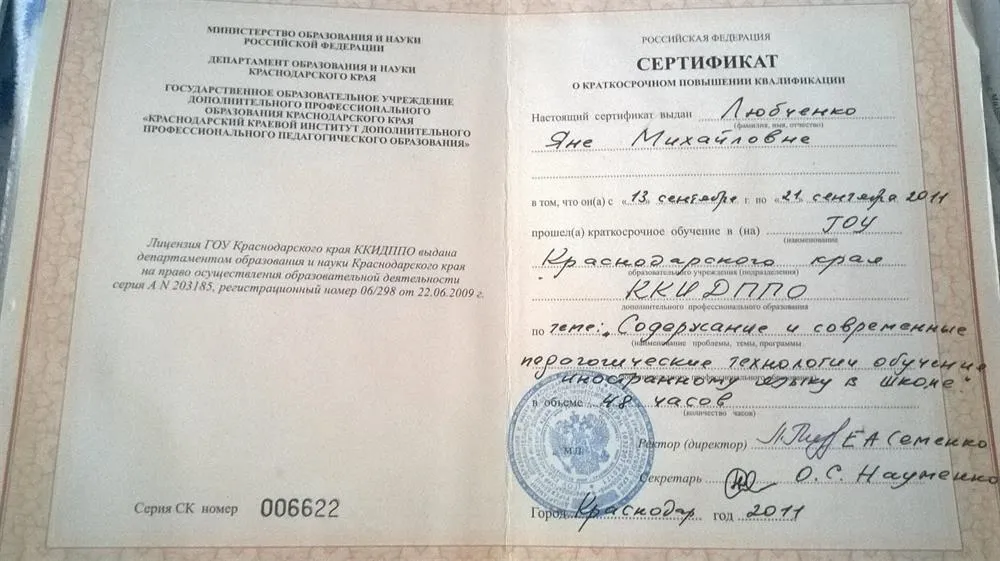 МИНИСТЕРСТВО ОБРАЗОВАНИЯ И НАУКИ
РОССИЙСКОЙ ФЕДЕРАЦИИ
ДЕПАРТАМЕНТ ОБРАЗОВАНИЯ И НАУКИ
КРАСНОДАРСКОГО КРАЯ
ГОСУДАРСТВЕННОЕ ОБРАЗОВАТЕЛЬНОЕ УЧРЕЖДЕНИЕ
ДОПОЛНИТЕЛЬНОГО ПРОФЕССИОНАЛЬНОГО
ОБРАЗОВАНИЯ КРАСНОДАРСКОГО КРАЯ
«КРАСНОДАРСКИЙ КРАЕВОЙ ИНСТИТУТ ДОПОЛНИТЕЛЬНОГО
ПРОФЕССИОНАЛЬНОГО ПЕДАГОГИЧЕСКОГО ОБРАЗОВАНИЯ»
Лицензия ГОУ Краснодарского края ККИДППО выдана
департаментом образования и науки Краснодарского края
на право осуществления образовательной деятельности
серия А N 203185, регистрационный номер 06/298 от 22.06.2009 г.
Серия СК номер 006622
РОССИЙСКАЯ ФЕДЕРАЦИЯ
СЕРТИФИКАТ
О КРАТКОСРОЧНОМ ПОВЫШЕНИИ КВАЛИФИКАЦИИ
Настоящий сертификат выдан Любченко
(фамилия, имя, отчество)
Яне Михайловне
в том, что он(а) с «13» сентября г. по «21» сентября 2011
прошел(а) краткосрочное обучение в (на) ГОУ
(наименование
Краснодарского края
образовательного учреждения (подразделения)
ККИДППО
дополнительного профессионального образования
по теме: „Содержание и современные
(наименование проблемы, темы, программы
педагогические технологии обучения
профессионального образования)
иностранному языку в школе"
в объеме 48 часов
(количество часов)
М.П.
Ректор (директор) Е А Семенко
Секретарь О.С. Науменко
Город Краснодар год 2011